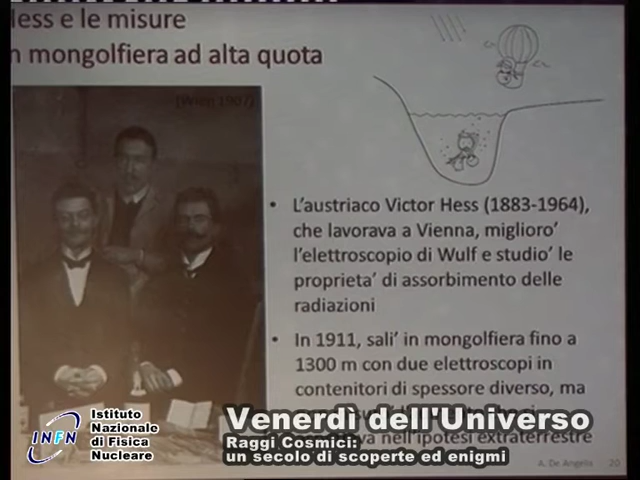 Hess e le misure
n mongolfiera ad alta quota
(Wien 1907)
• L'austriaco Victor Hess (1883-1964),
che lavorava a Vienna, miglioro'
l'elettroscopio di Wulf e studio' le
proprieta' di assorbimento delle
radiazioni
• In 1911, sali' in mongolfiera fino a
1300 m con due elettroscopi in
contenitori di spessore diverso, ma
nell'ipotesi extraterrestre
A. De Angelis 20
INFN
Istituto
Nazionale
di Fisica
Nucleare
Venerdì dell'Universo
Raggi Cosmici:
un secolo di scoperte ed enigmi